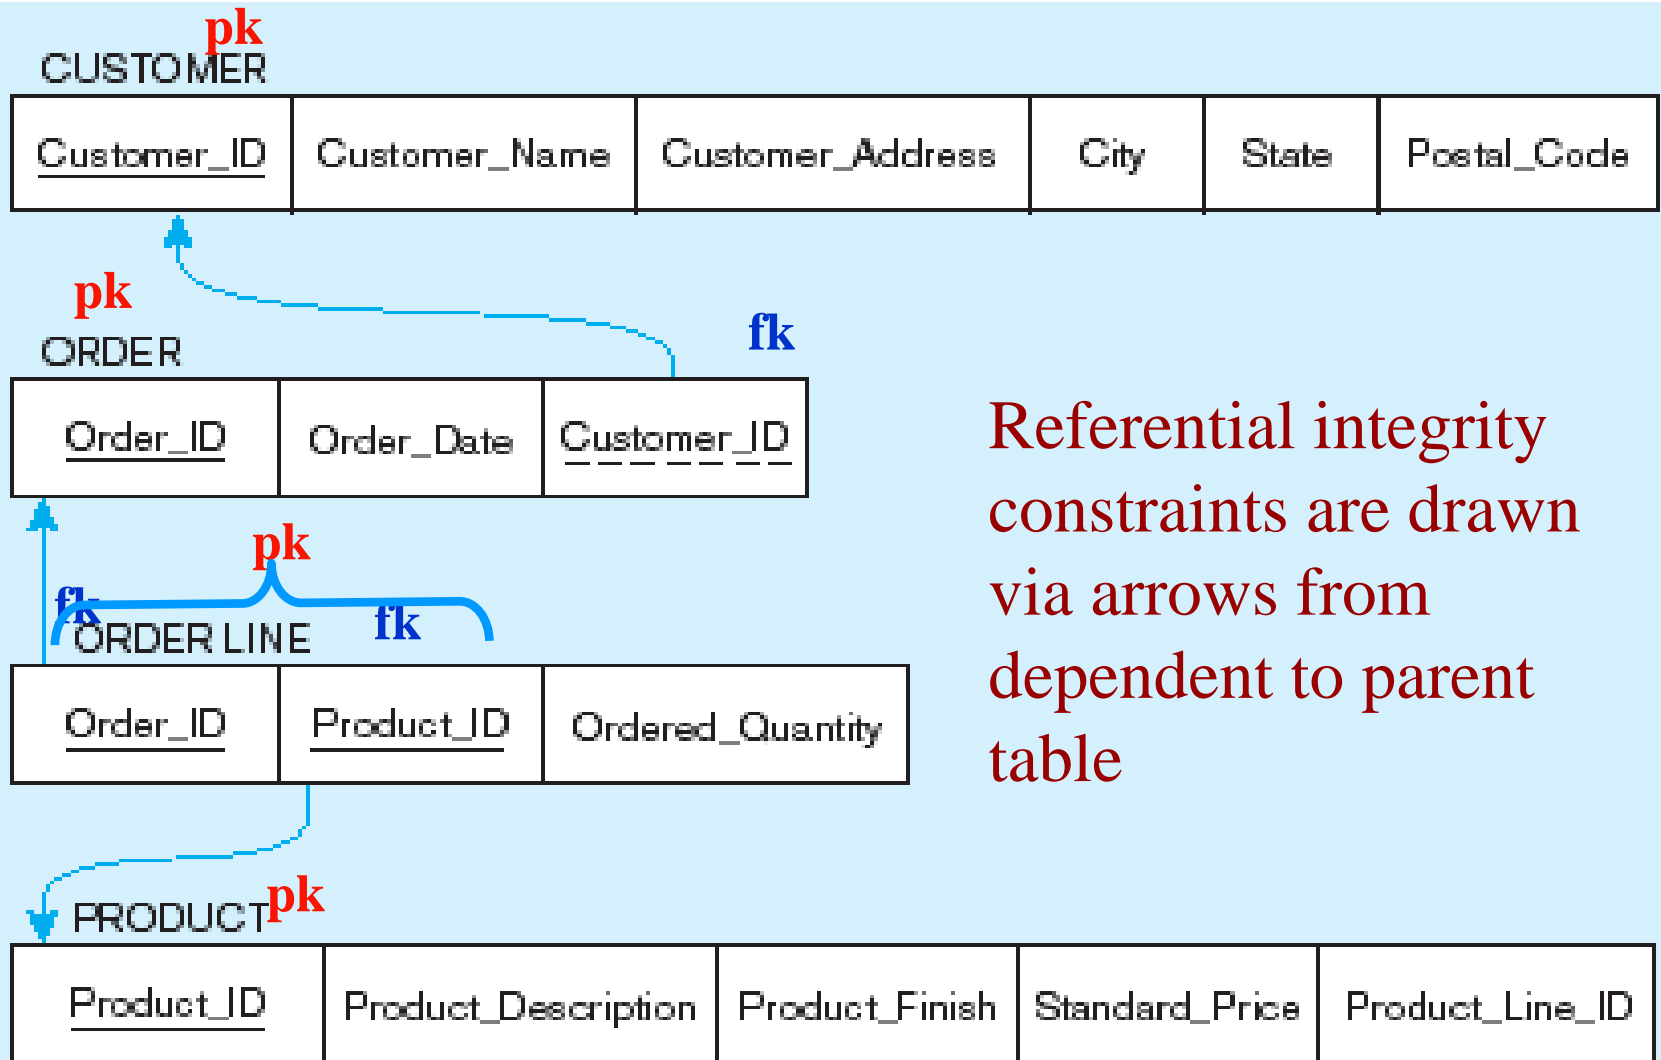 pk
CUSTOMER
Customer_ID Customer_Name Customer_Address City State Postal_Code
pk
fk
ORDER
Order_ID Order_Date Customer_ID
Referential integrity
constraints are drawn
via arrows from
dependent to parent
table
pk
fk fk
ORDER LINE
Order_ID Product_ID Ordered_Quantity
pk
PRODUCT
Product_ID Product_Description Product_Finish Standard_Price Product_Line_ID